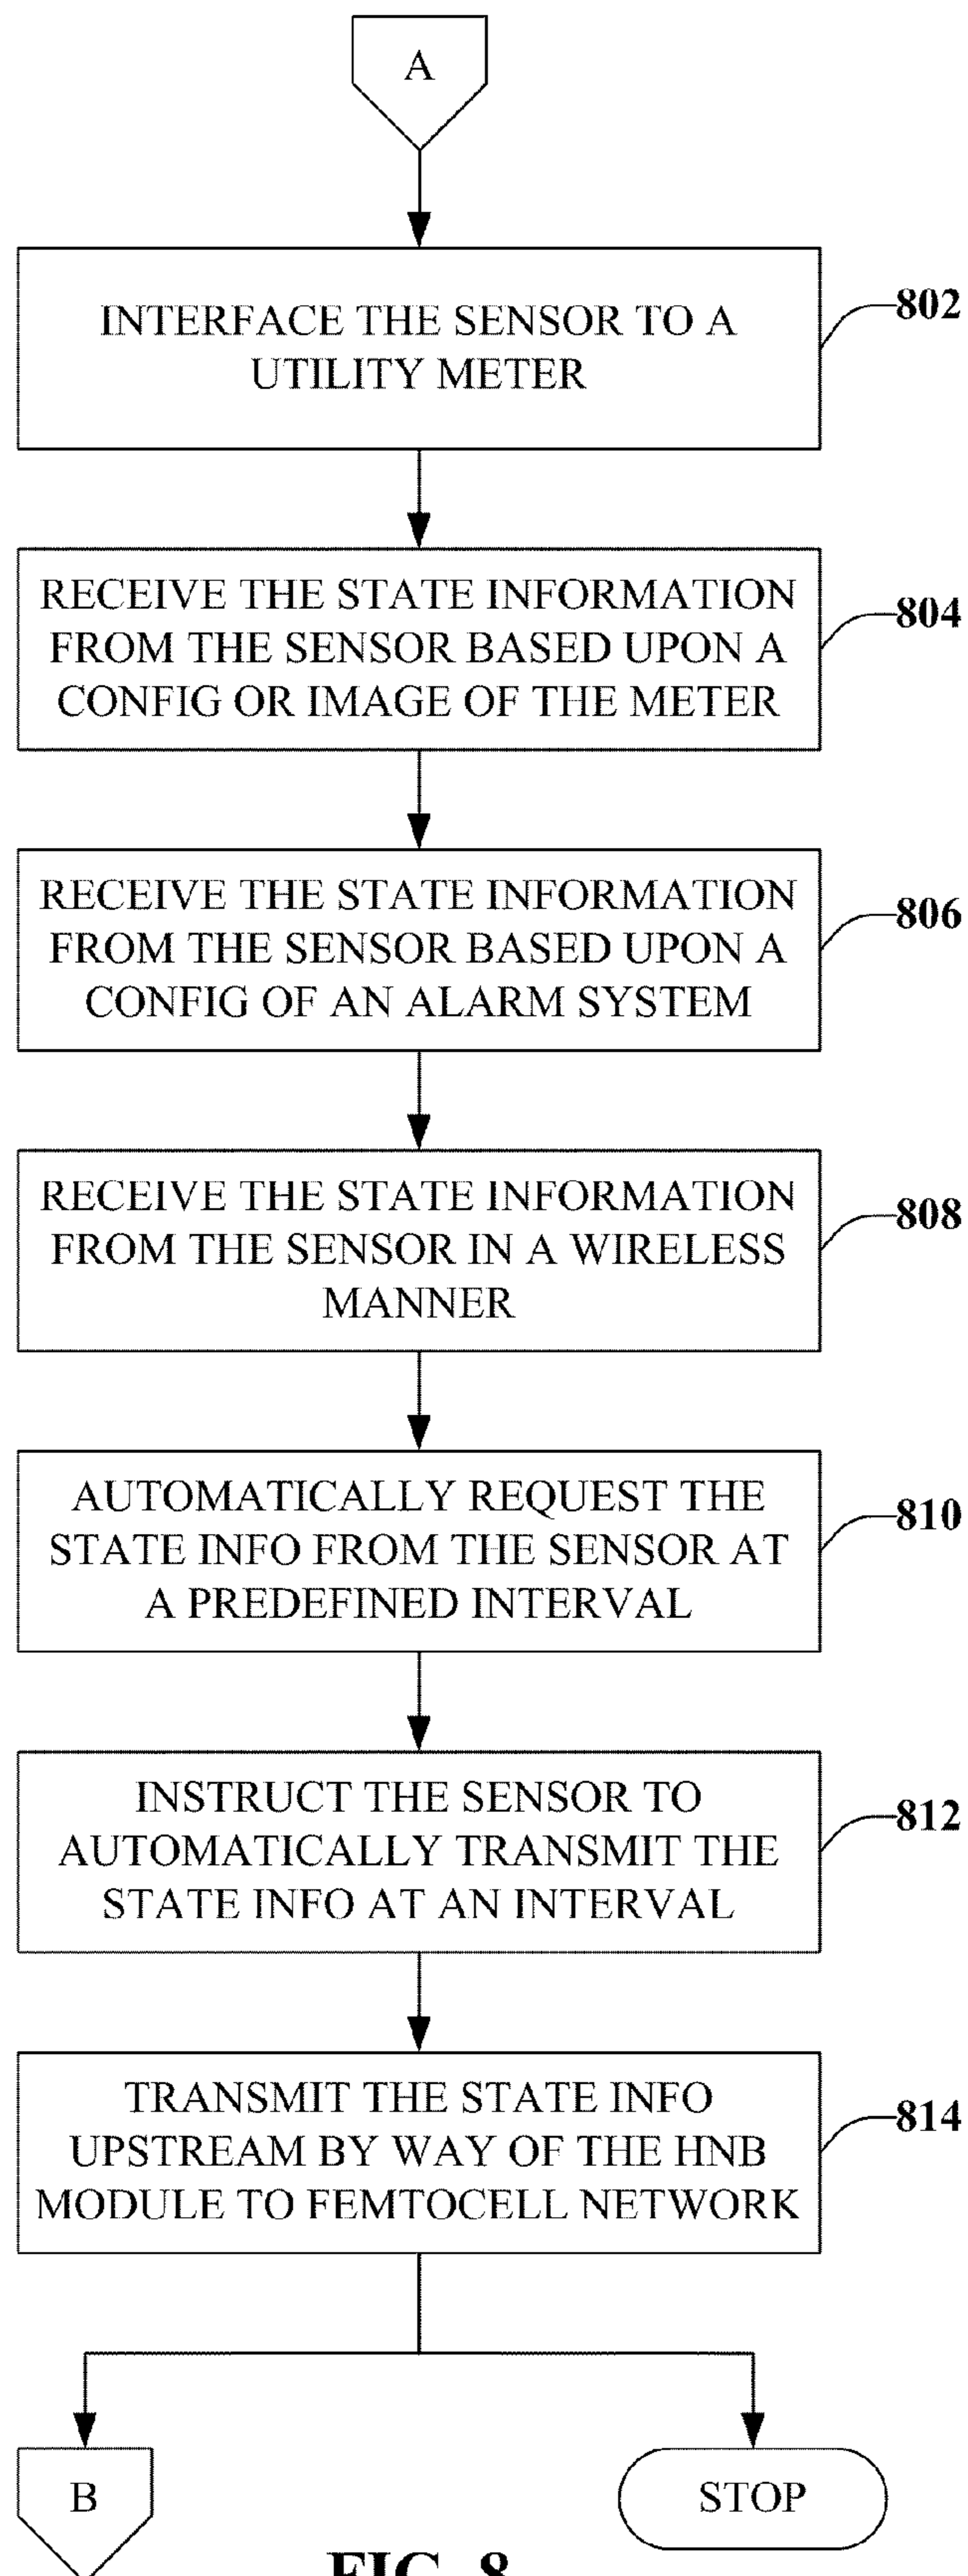 A
INTERFACE THE SENSOR TO A
UTILITY METER
802
RECEIVE THE STATE INFORMATION
FROM THE SENSOR BASED UPON A
CONFIG OR IMAGE OF THE METER
804
RECEIVE THE STATE INFORMATION
FROM THE SENSOR BASED UPON A
CONFIG OF AN ALARM SYSTEM
806
RECEIVE THE STATE INFORMATION
FROM THE SENSOR IN A WIRELESS
MANNER
808
AUTOMATICALLY REQUEST THE
STATE INFO FROM THE SENSOR AT
A PREDEFINED INTERVAL
810
INSTRUCT THE SENSOR TO
AUTOMATICALLY TRANSMIT THE
STATE INFO AT AN INTERVAL
812
TRANSMIT THE STATE INFO
UPSTREAM BY WAY OF THE HNB
MODULE TO FEMTOCELL NETWORK
814
B
STOP
FIG. 8